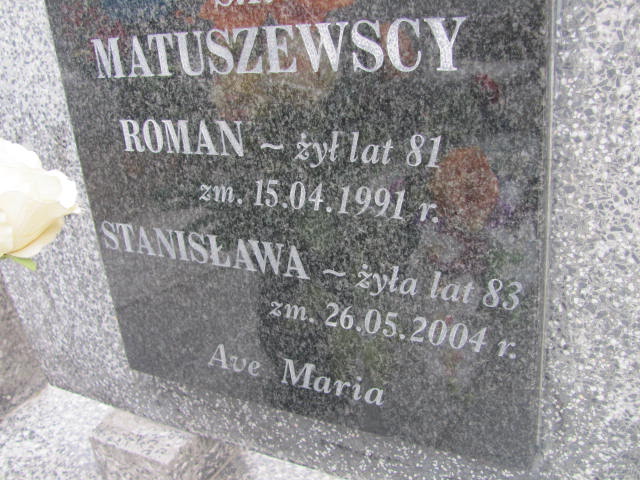 MATUSZEWSCY
ROMAN ~ żył lat 81
zm. 15.04.1991 r.
STANISŁAWA ~ żyła lat 83
zm. 26.05.2004 r.
Ave Maria